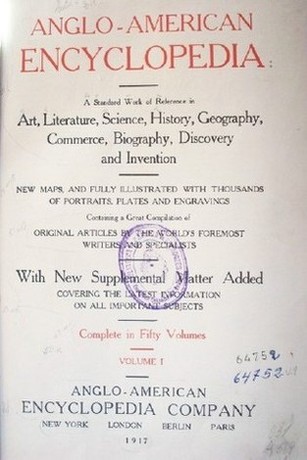 ANGLO-AMERICAN
ENCYCLOPEDIA:
A Standard Work of Reference in
Art, Literature, Science, History, Geography,
Commerce, Biography, Discovery
and Invention
NEW MAPS, AND FULLY ILLUSTRATED WITH THOUSANDS
OF PORTRAITS, PLATES AND ENGRAVINGS
Containing a Great Compilation of
ORIGINAL ARTICLES BY THE WORLD'S FOREMOST
WRITERS AND SPECIALISTS
With New Supplemental Matter Added
COVERING THE LATEST INFORMATION
ON ALL IMPORTANT SUBJECTS
Complete in Fifty Volumes
VOLUME I
64752
64752
ANGLO-AMERICAN
ENCYCLOPEDIA COMPANY
NEW YORK LONDON BERLIN PARIS
1917